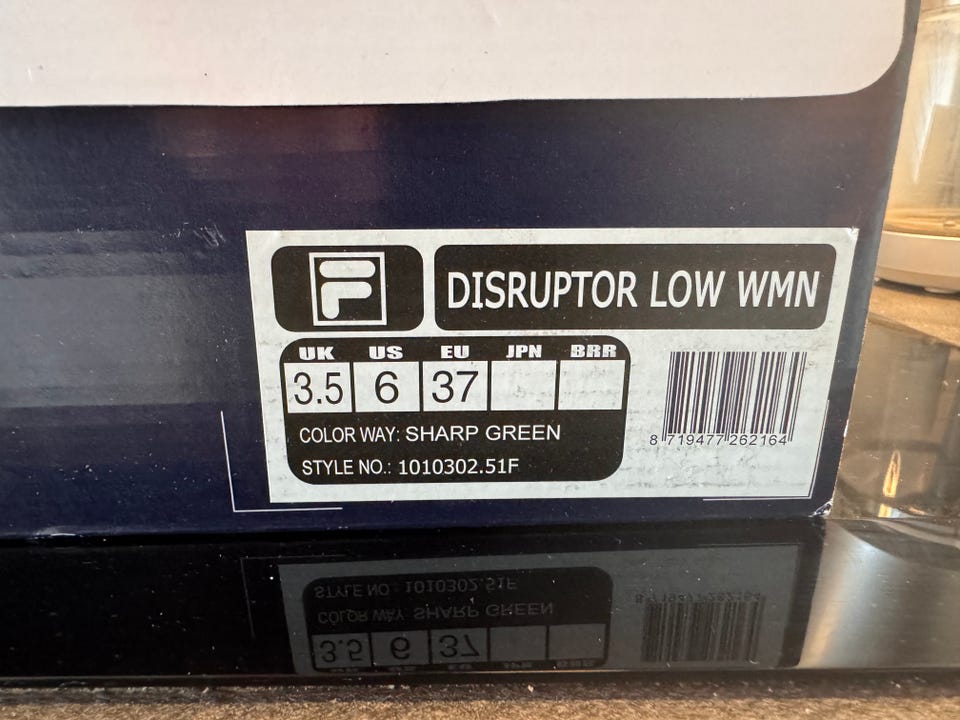 F
DISRUPTOR LOW WMN
UK US EU JPN BRR
3.5 6 37
COLOR WAY: SHARP GREEN
STYLE NO.: 1010302.51F
8 719477 262164